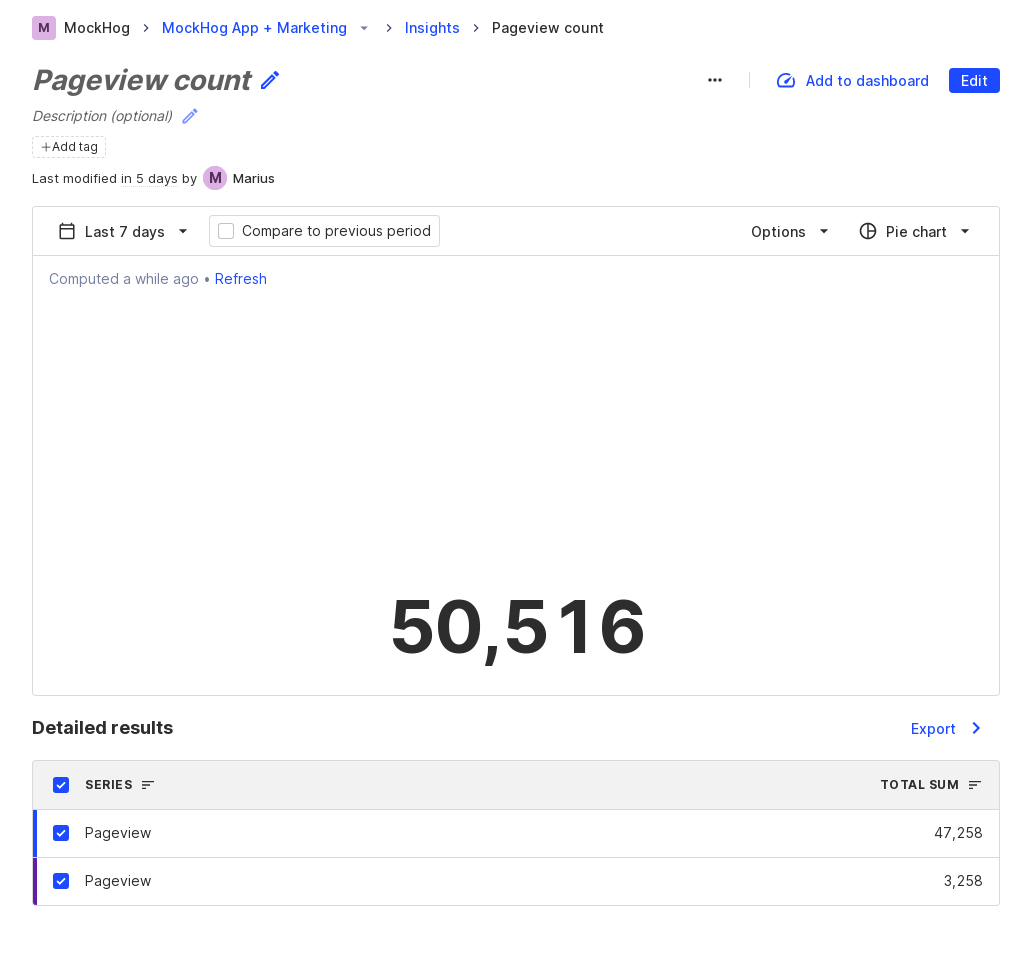 M MockHog MockHog App + Marketing Insights Pageview count
Pageview count
Add to dashboard Edit
Description (optional)
+Add tag
Last modified in 5 days by M Marius
Last 7 days Compare to previous period Options Pie chart
Computed a while ago • Refresh
50,516
Detailed results Export
SERIES TOTAL SUM
Pageview 47,258
Pageview 3,258